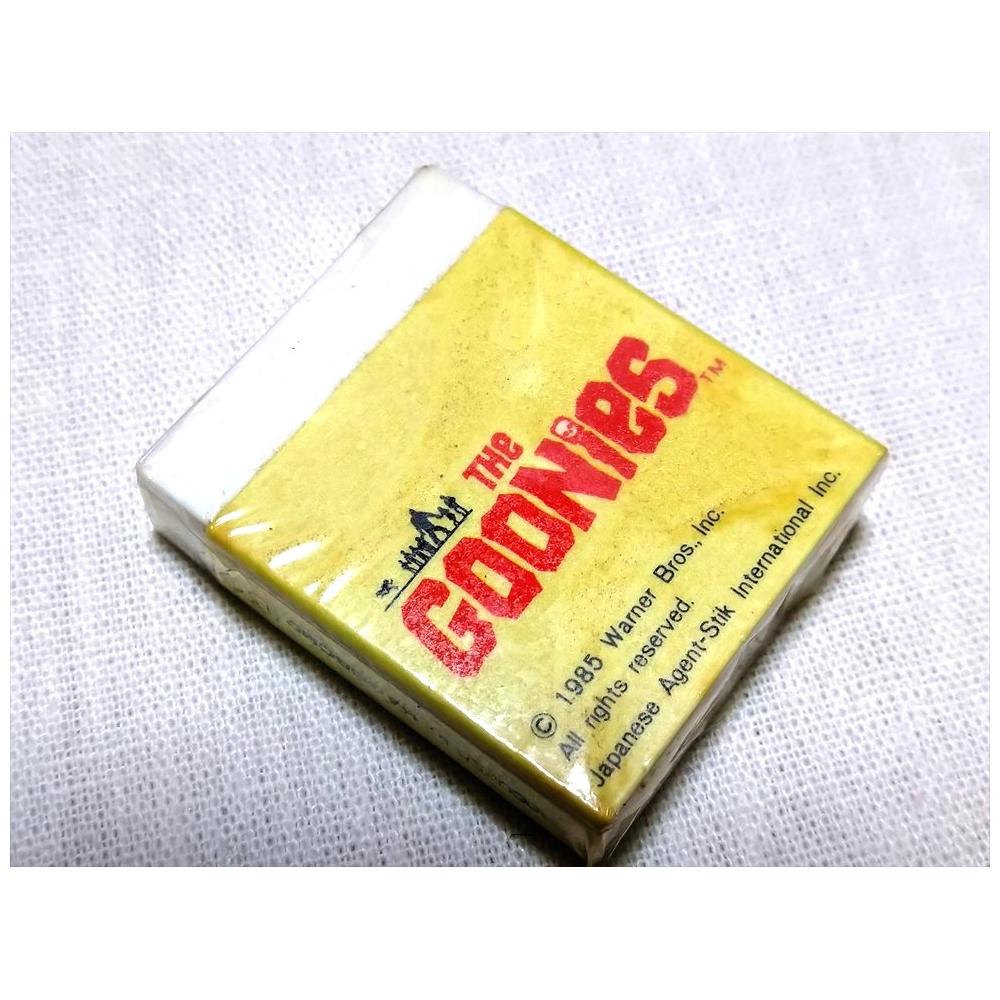 THE
GOONIES™
© 1985 Warner Bros., Inc.
All rights reserved.
Japanese Agent-Stik International Inc.